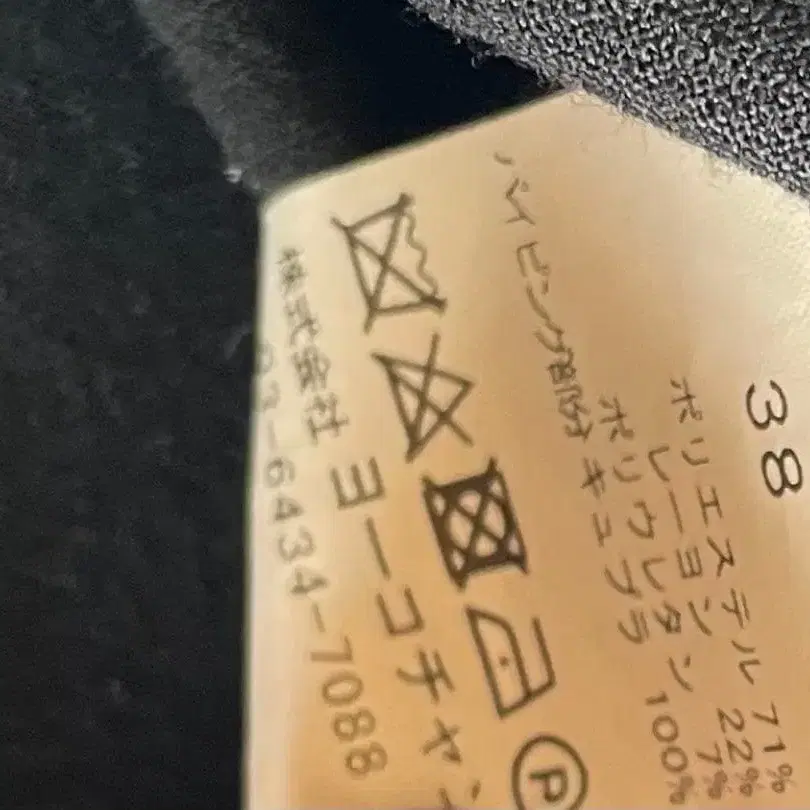 38
ポリエステル 71%
レーヨン 22%
ポリウレタン 7%
パイピング部分 キュプラ 100%
P
株式会社 ヨーコチャン
03-6434-7088